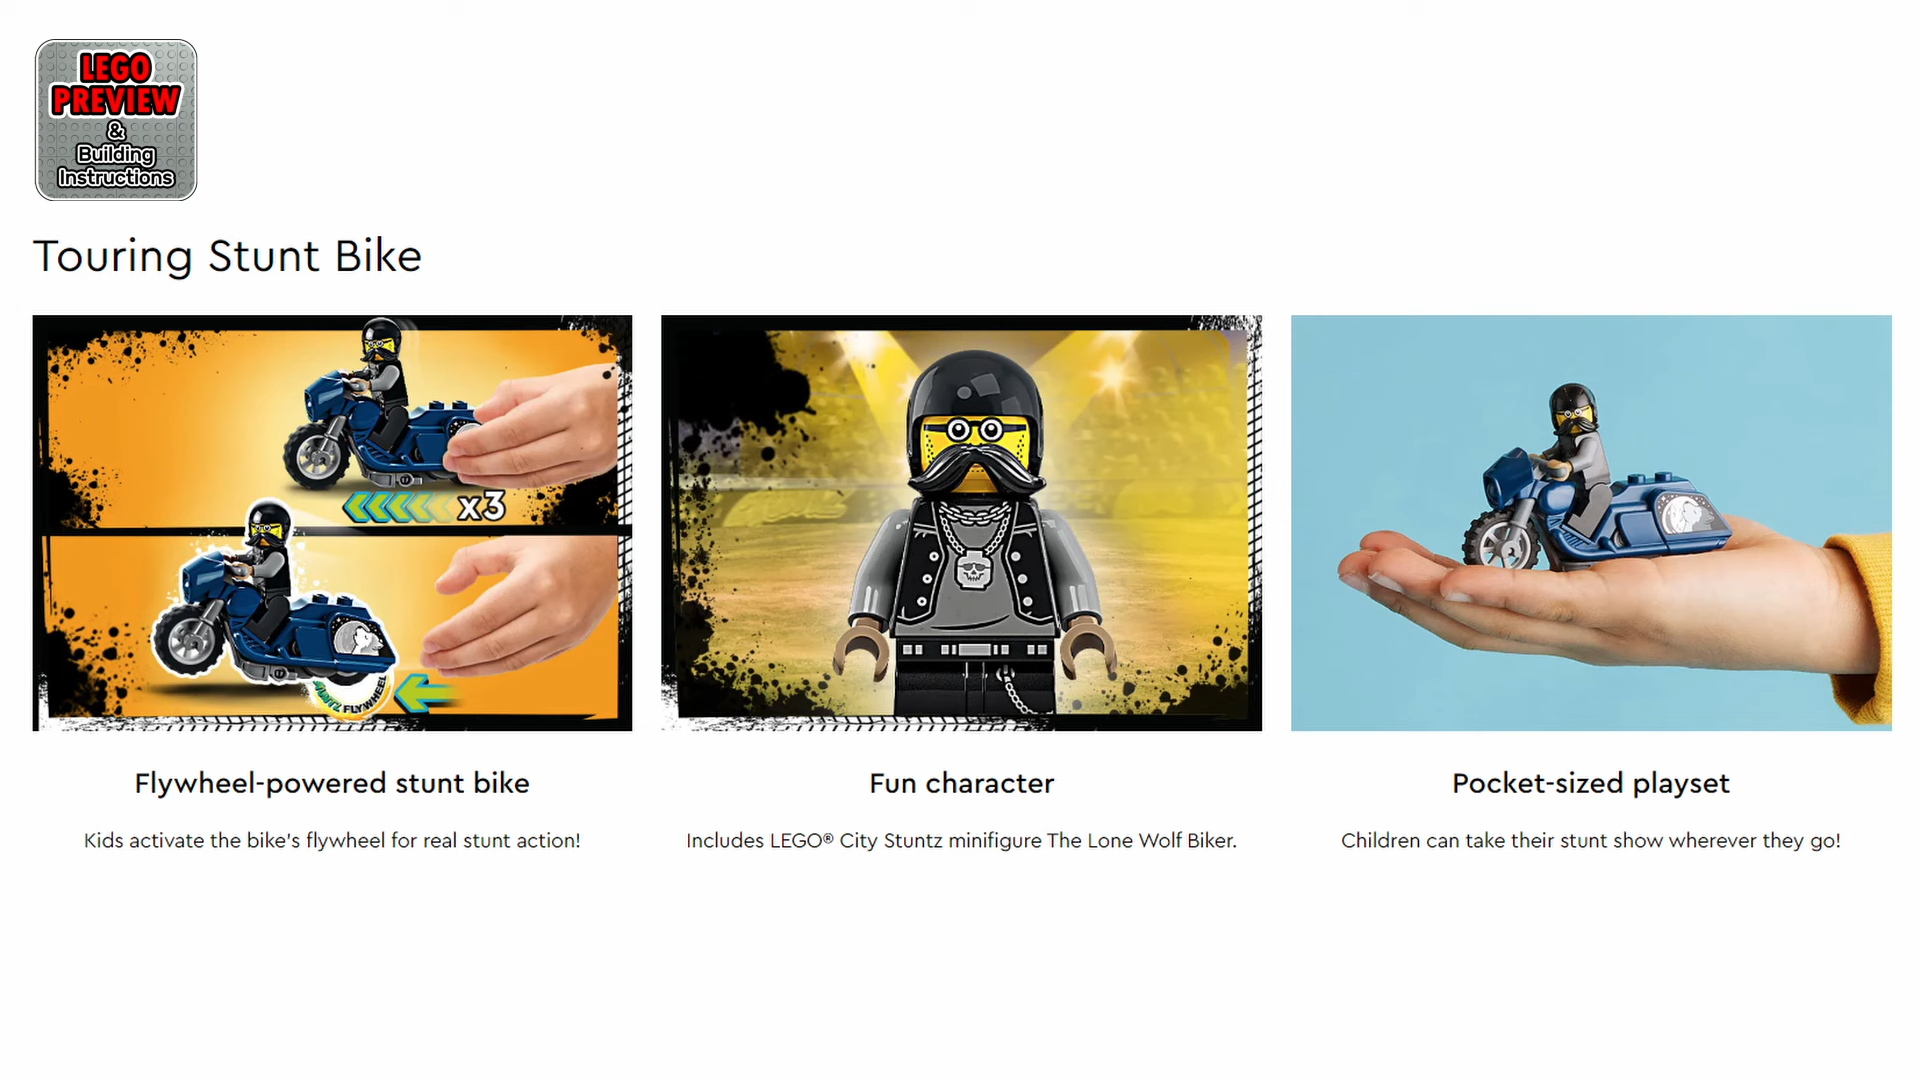 LEGO
PREVIEW
&
Building
Instructions
Touring Stunt Bike
x3
FLYWHEEL
Flywheel-powered stunt bike
Fun character
Pocket-sized playset
Kids activate the bike's flywheel for real stunt action!
Includes LEGO® City Stuntz minifigure The Lone Wolf Biker.
Children can take their stunt show wherever they go!